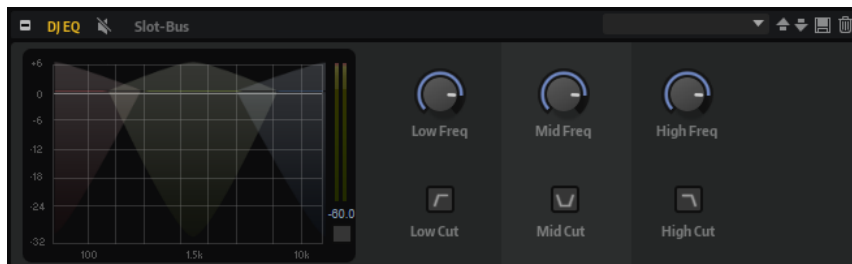 DJ EQ Slot-Bus
+6
0
-6
-12
-18
-24
-32
100 1.5k 10k
-60.0
Low Freq Mid Freq High Freq
Low Cut Mid Cut High Cut